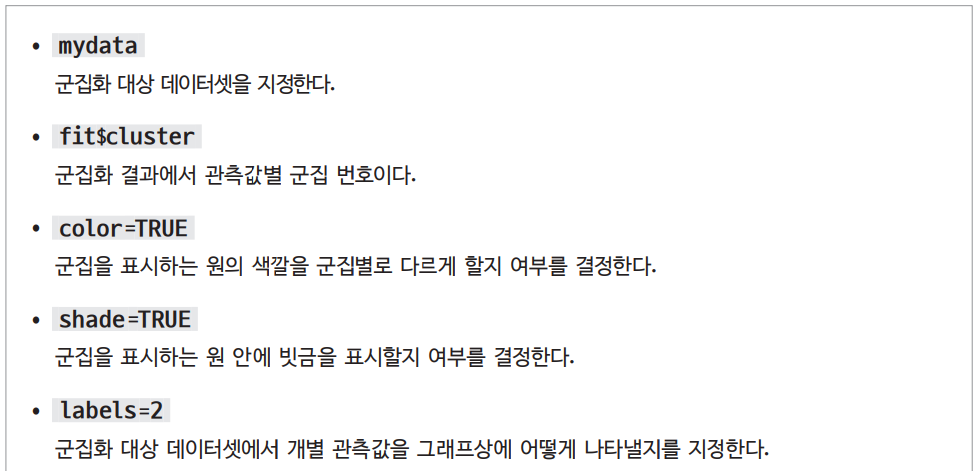 • mydata
군집화 대상 데이터셋을 지정한다.
• fit$cluster
군집화 결과에서 관측값별 군집 번호이다.
• color=TRUE
군집을 표시하는 원의 색깔을 군집별로 다르게 할지 여부를 결정한다.
• shade=TRUE
군집을 표시하는 원 안에 빗금을 표시할지 여부를 결정한다.
• labels=2
군집화 대상 데이터셋에서 개별 관측값을 그래프상에 어떻게 나타낼지를 지정한다.